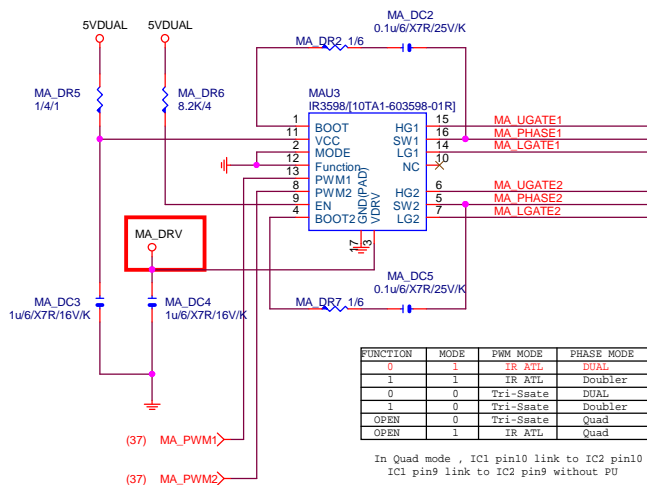 5VDUAL 5VDUAL
MA_DC2
0.1u/6/X7R/25V/K
MA_DR2 1/6
MA_DR5
1/4/1
MA_DR6
8.2K/4
MAU3
IR3598/[10TA1-603598-01R]
1 BOOT HG1 15 MA_UGATE1
11 VCC SW1 16 MA_PHASE1
2 MODE LG1 14 MA_LGATE1
12 Function NC 10
13 PWM1
8 PWM2 HG2 6 MA_UGATE2
9 EN SW2 5 MA_PHASE2
4 BOOT2 LG2 7 MA_LGATE2
GND(PAD) VDRV
17 3
MA_DRV
MA_DC3
1u/6/X7R/16V/K
MA_DC4
1u/6/X7R/16V/K
MA_DC5
0.1u/6/X7R/25V/K
MA_DR7 1/6
FUNCTION MODE PWM MODE PHASE MODE
0 1 IR ATL DUAL
1 1 IR ATL Doubler
0 0 Tri-Ssate DUAL
1 0 Tri-Ssate Doubler
OPEN 0 Tri-Ssate Quad
OPEN 1 IR ATL Quad
(37) MA_PWM1
(37) MA_PWM2
In Quad mode , IC1 pin10 link to IC2 pin10
IC1 pin9 link to IC2 pin9 without PU